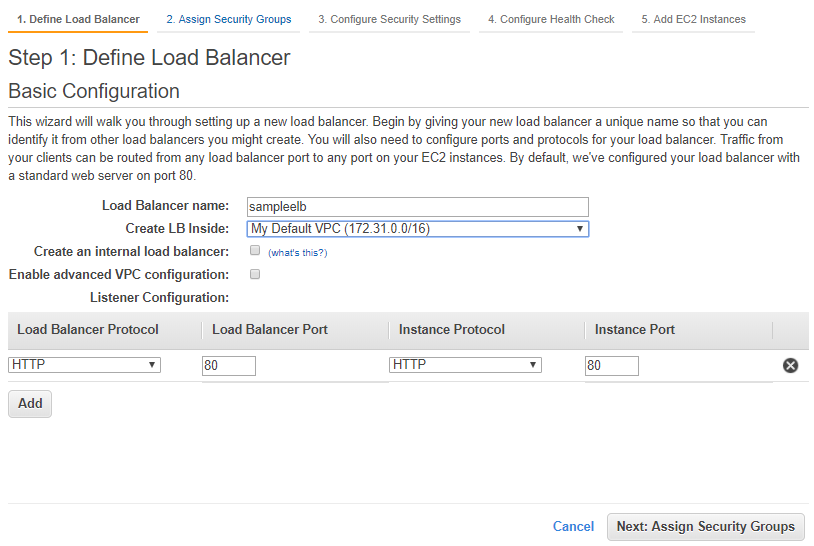 1. Define Load Balancer 2. Assign Security Groups 3. Configure Security Settings 4. Configure Health Check 5. Add EC2 Instances
Step 1: Define Load Balancer
Basic Configuration
This wizard will walk you through setting up a new load balancer. Begin by giving your new load balancer a unique name so that you can
identify it from other load balancers you might create. You will also need to configure ports and protocols for your load balancer. Traffic from
your clients can be routed from any load balancer port to any port on your EC2 instances. By default, we've configured your load balancer with
a standard web server on port 80.
Load Balancer name: sampleelb
Create LB Inside: My Default VPC (172.31.0.0/16)
Create an internal load balancer: (what's this?)
Enable advanced VPC configuration:
Listener Configuration:
Load Balancer Protocol Load Balancer Port Instance Protocol Instance Port
HTTP 80 HTTP 80
Add
Cancel Next: Assign Security Groups